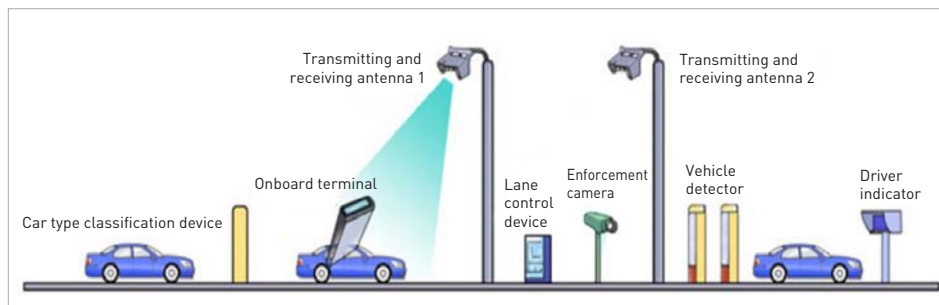 Transmitting and
receiving antenna 1
Transmitting and
receiving antenna 2
Onboard terminal
Car type classification device
Lane
control
device
Enforcement
camera
Vehicle
detector
Driver
indicator